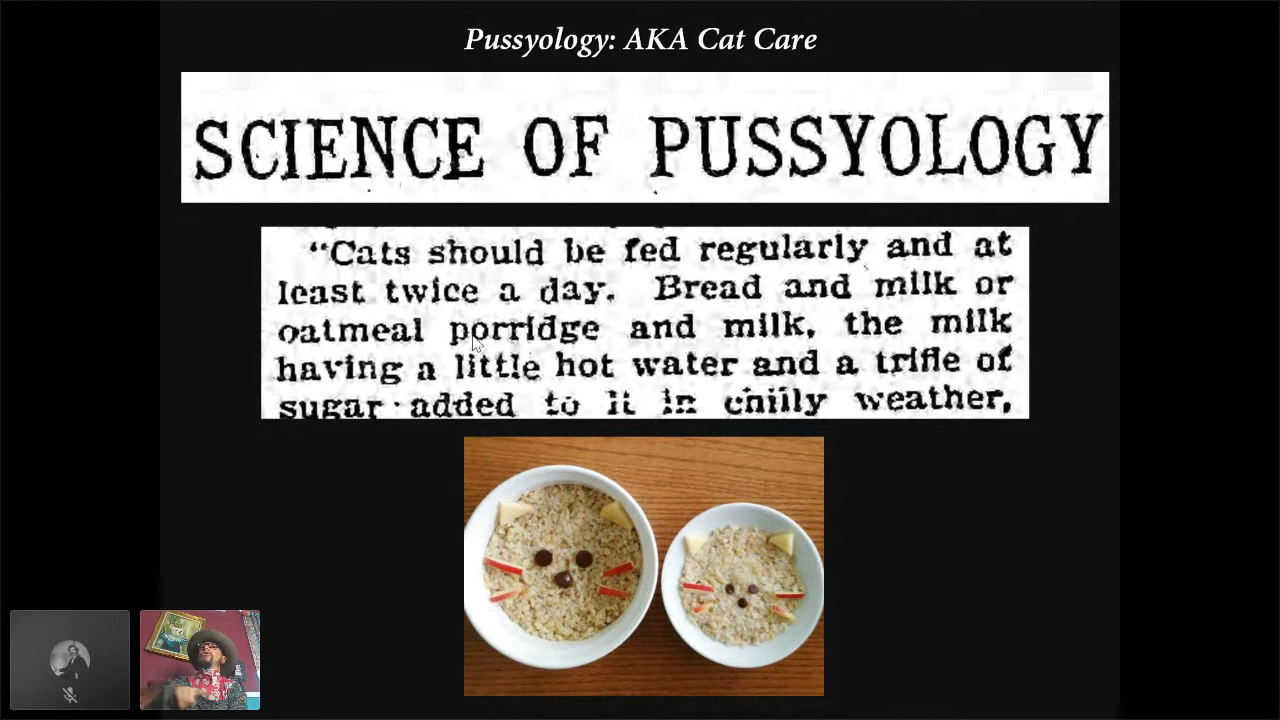 Pussyology: AKA Cat Care
SCIENCE OF PUSSYOLOGY
“Cats should be fed regularly and at
least twice a day. Bread and milk or
oatmeal porridge and milk, the milk
having a little hot water and a trifle of
sugar added to it in chilly weather,